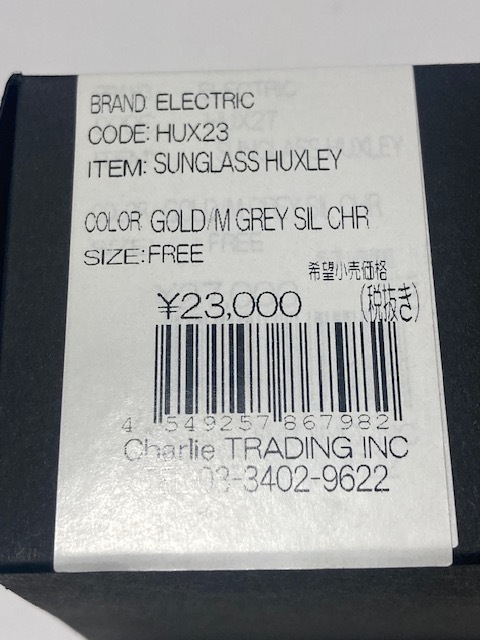 BRAND ELECTRIC
CODE: HUX23
ITEM: SUNGLASS HUXLEY
COLOR GOLD/M GREY SIL CHR
SIZE: FREE
希望小売価格
¥23,000 (税抜き)
4 549257 867982
Charlie TRADING INC
03-3402-9622